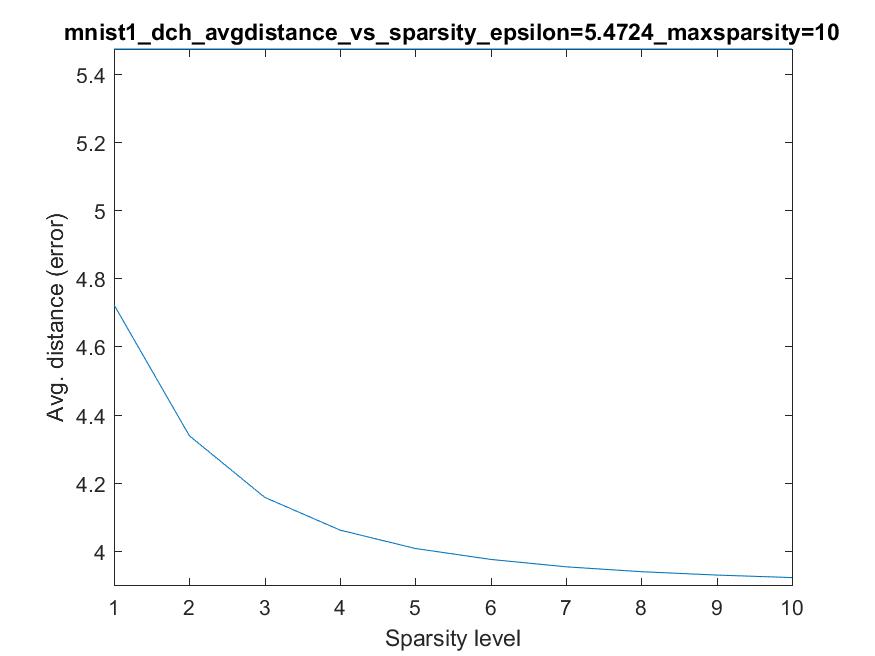 mnist1_dch_avgdistance_vs_sparsity_epsilon=5.4724_maxsparsity=10
5.4
5.2
5
4.8
4.6
4.4
4.2
4
Avg. distance (error)
1 2 3 4 5 6 7 8 9 10
Sparsity level